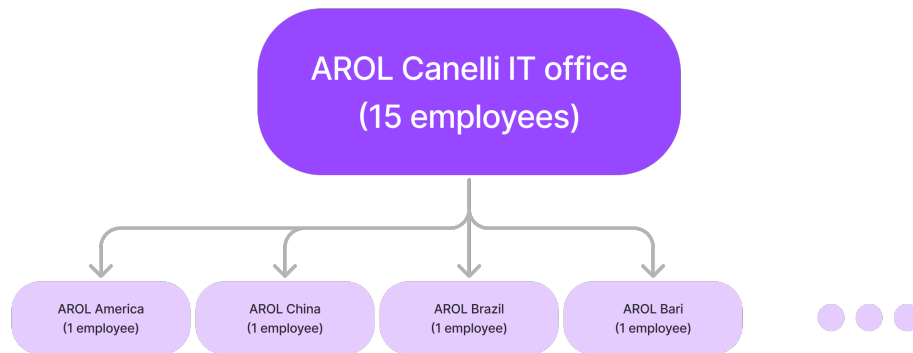 AROL Canelli IT office
(15 employees)
AROL America
(1 employee)
AROL China
(1 employee)
AROL Brazil
(1 employee)
AROL Bari
(1 employee)